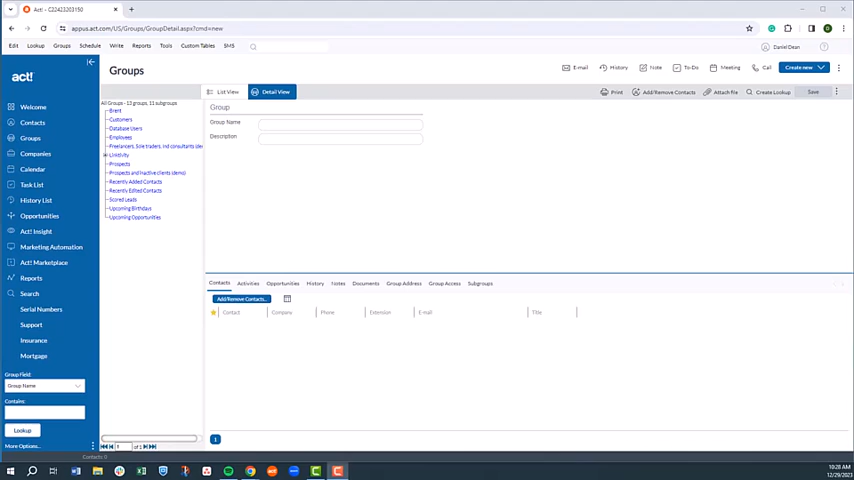 Act! - C22423203150
appus.act.com/US/Groups/GroupDetail.aspx?cmd=new
Edit Lookup Groups Schedule Write Reports Tools Custom Tables SMS
Daniel Dean
act!
Groups
E-mail History Note To-Do Meeting Call Create new
List View Detail View
Print Add/Remove Contacts Attach file Create Lookup Save
Welcome
Contacts
Groups
Companies
Calendar
Task List
History List
Opportunities
Act! Insight
Marketing Automation
Act! Marketplace
Reports
Search
Serial Numbers
Support
Insurance
Mortgage
Group Field:
Group Name
Contains:
Lookup
More Options...
All Groups - 13 groups, 11 subgroups
Brent
Customers
Database Users
Employees
Freelancers, Sole traders, Ind consultants (de
Prospects
Prospects and inactive clients (demo)
Recently Added Contacts
Recently Edited Contacts
Scored Leads
Upcoming Birthdays
Upcoming Opportunities
of 1
Group
Group Name
Description
Contacts Activities Opportunities History Notes Documents Group Address Group Access Subgroups
Add/Remove Contacts...
Contact Company Phone Extension E-mail Title
1
Contacts: 0
10:28 AM
12/29/2023